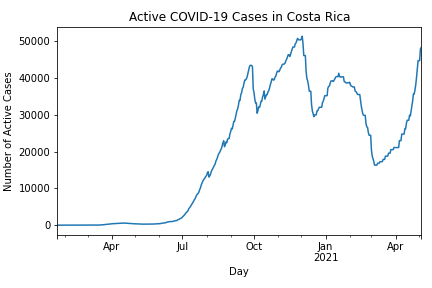 Active COVID-19 Cases in Costa Rica
Number of Active Cases
50000
40000
30000
20000
10000
0
Apr
Jul
Oct
Jan
2021
Apr
Day